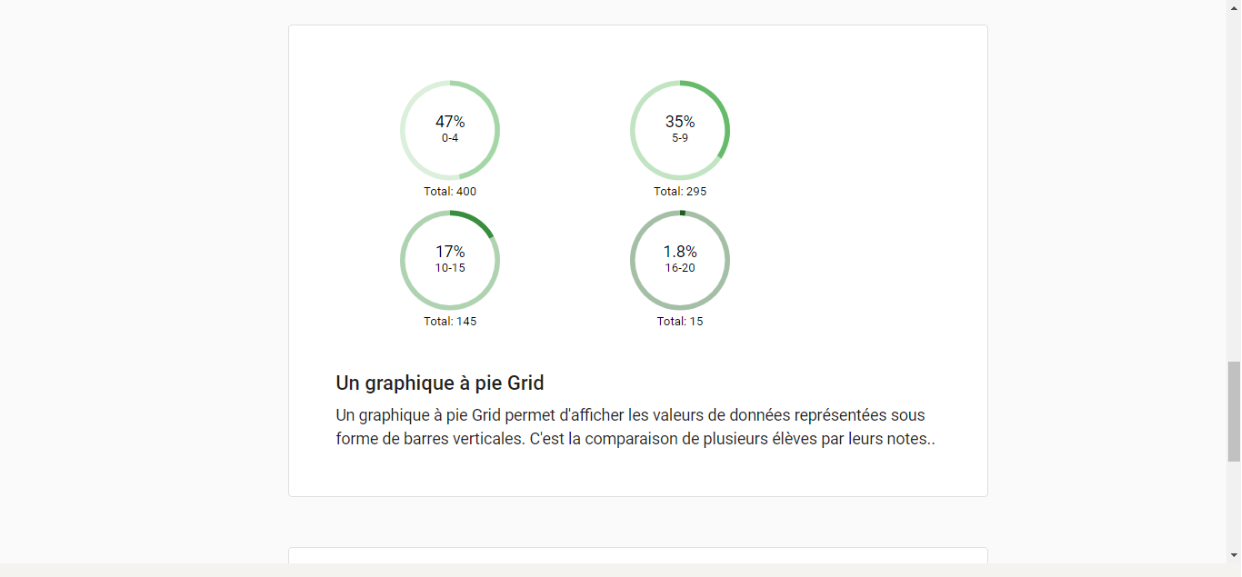 47%
0-4
Total: 400
35%
5-9
Total: 295
17%
10-15
Total: 145
1.8%
16-20
Total: 15
Un graphique à pie Grid
Un graphique à pie Grid permet d'afficher les valeurs de données représentées sous
forme de barres verticales. C'est la comparaison de plusieurs élèves par leurs notes..